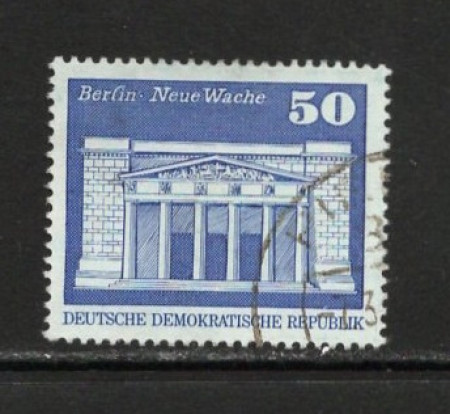 Berlin · Neue Wache 50
DEUTSCHE DEMOKRATISCHE REPUBLIK